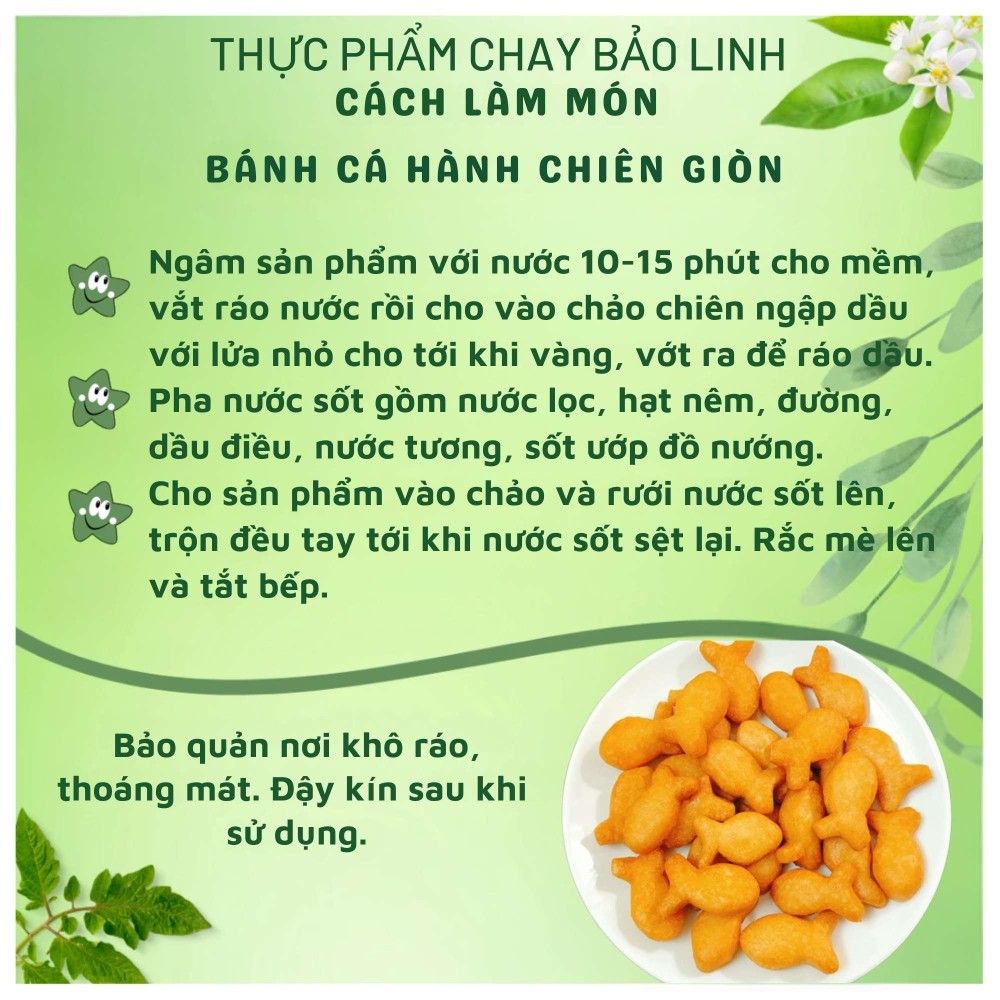 THỰC PHẨM CHAY BẢO LINH
CÁCH LÀM MÓN
BÁNH CÁ HÀNH CHIÊN GIÒN
Ngâm sản phẩm với nước 10-15 phút cho mềm,
vắt ráo nước rồi cho vào chảo chiên ngập dầu
với lửa nhỏ cho tới khi vàng, vớt ra để ráo dầu.
Pha nước sốt gồm nước lọc, hạt nêm, đường,
dầu điều, nước tương, sốt ướp đồ nướng.
Cho sản phẩm vào chảo và rưới nước sốt lên,
trộn đều tay tới khi nước sốt sệt lại. Rắc mè lên
và tắt bếp.
Bảo quản nơi khô ráo,
thoáng mát. Đậy kín sau khi
sử dụng.